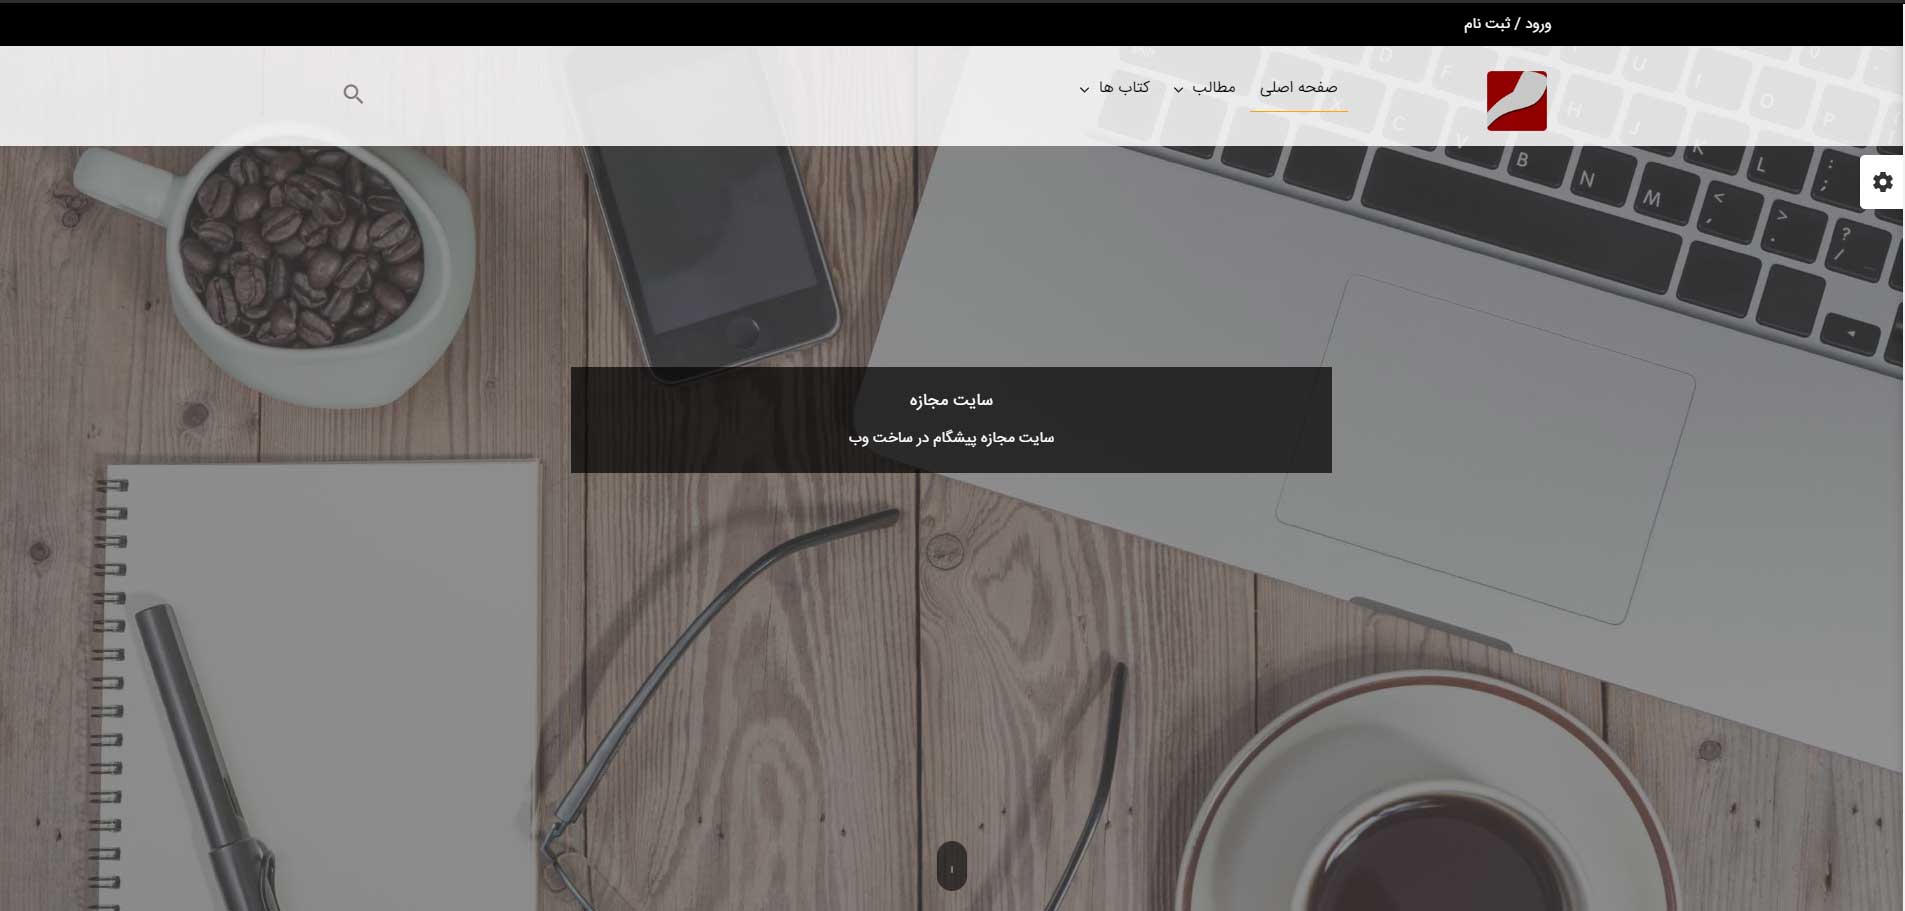 ورود / ثبت نام
صفحه اصلی
مطالب
کتاب ها
سایت مجازه
سایت مجازه پیشگام در ساخت وب
D
F
X
C
V
B
N
M
< ,
> .
? /
H
J
K
L
: ;
U
I
O
P